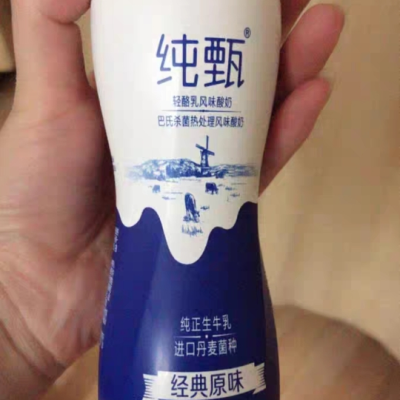 纯甄®
轻酪乳风味酸奶
巴氏杀菌热处理风味酸奶
纯正生牛乳
进口丹麦菌种
经典原味